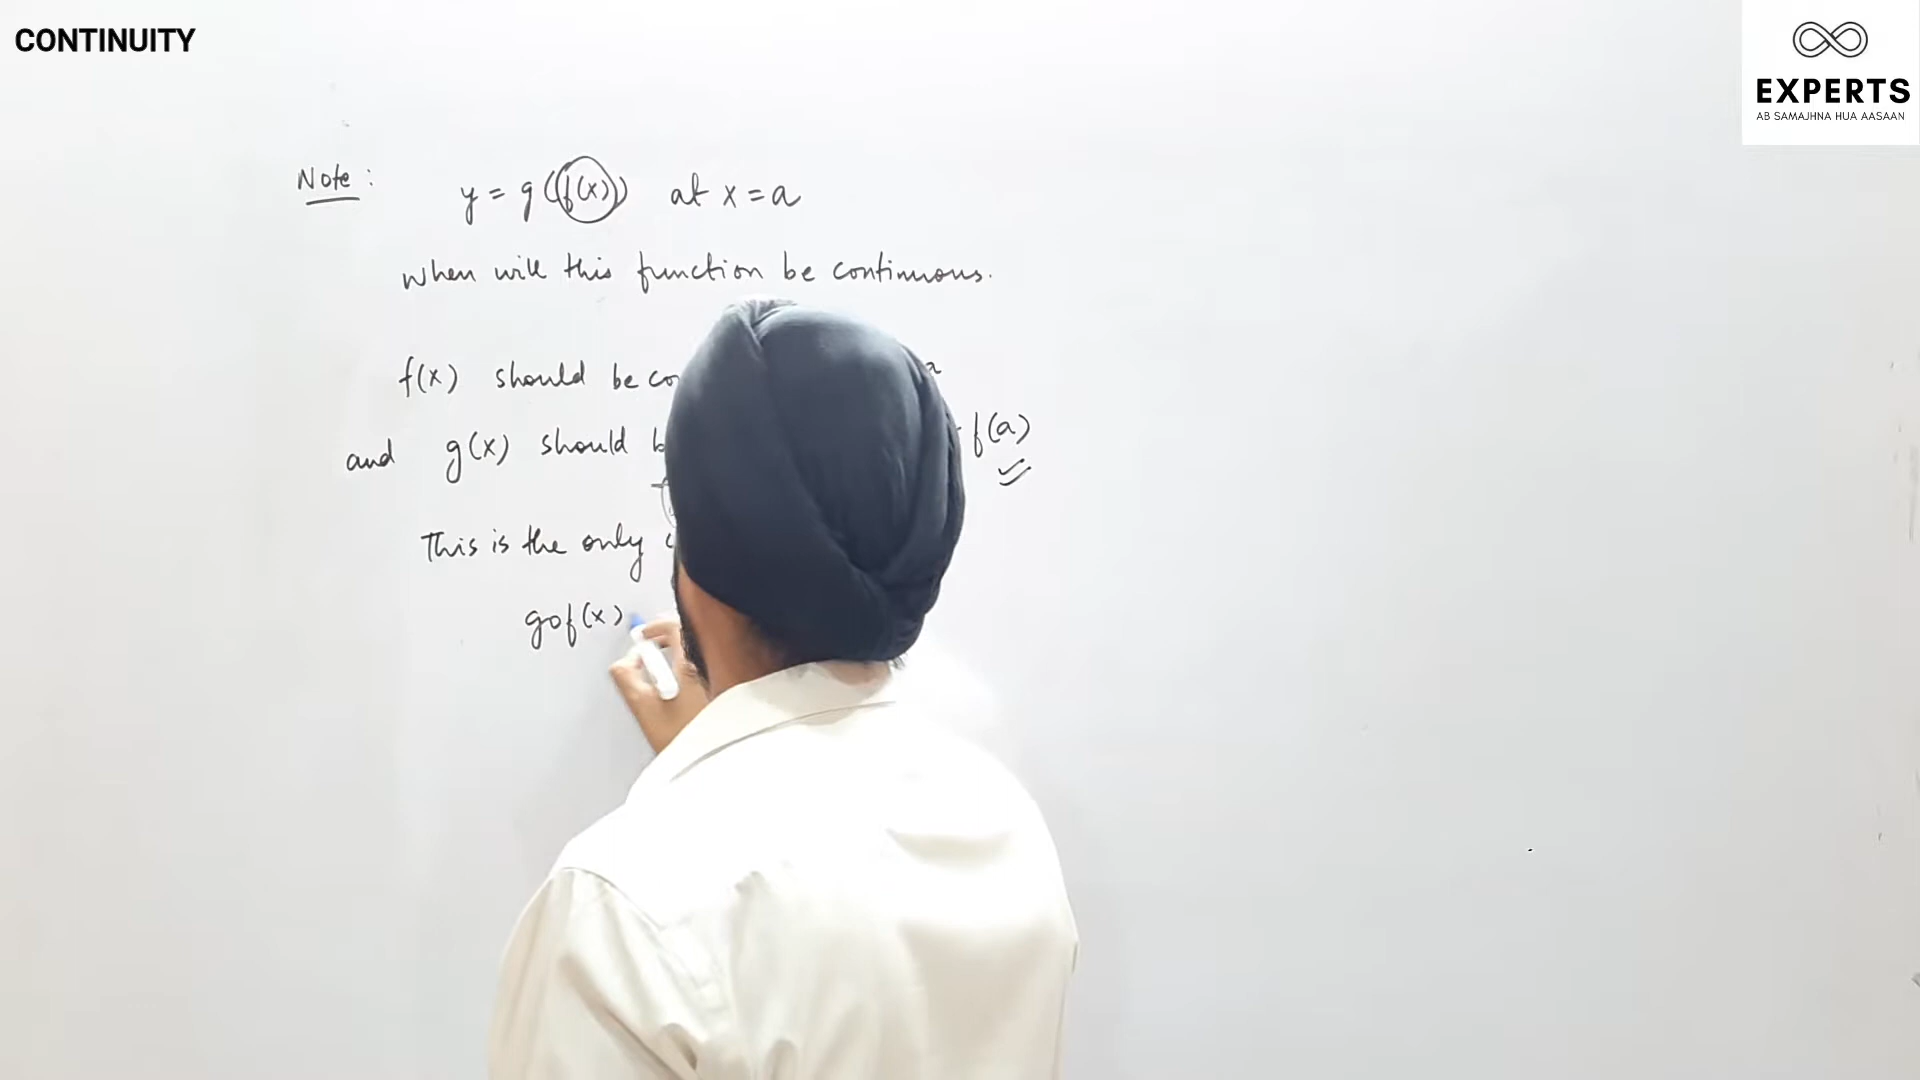 CONTINUITY
EXPERTS
AB SAMAJHNA HUA AASAAN
Note :
y = g(f(x)) at x = a
when will this function be continuous.
f(x) should be
and g(x) should f(a)
This is the only
gof(x)